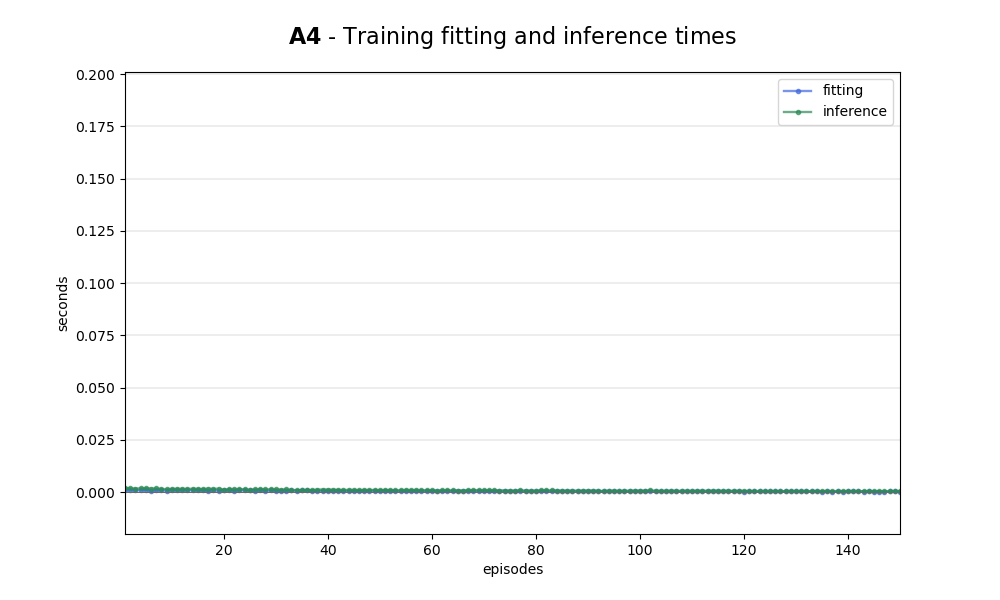 A4 - Training fitting and inference times
fitting
inference
0.200
0.175
0.150
0.125
0.100
0.075
0.050
0.025
0.000
seconds
20 40 60 80 100 120 140
episodes